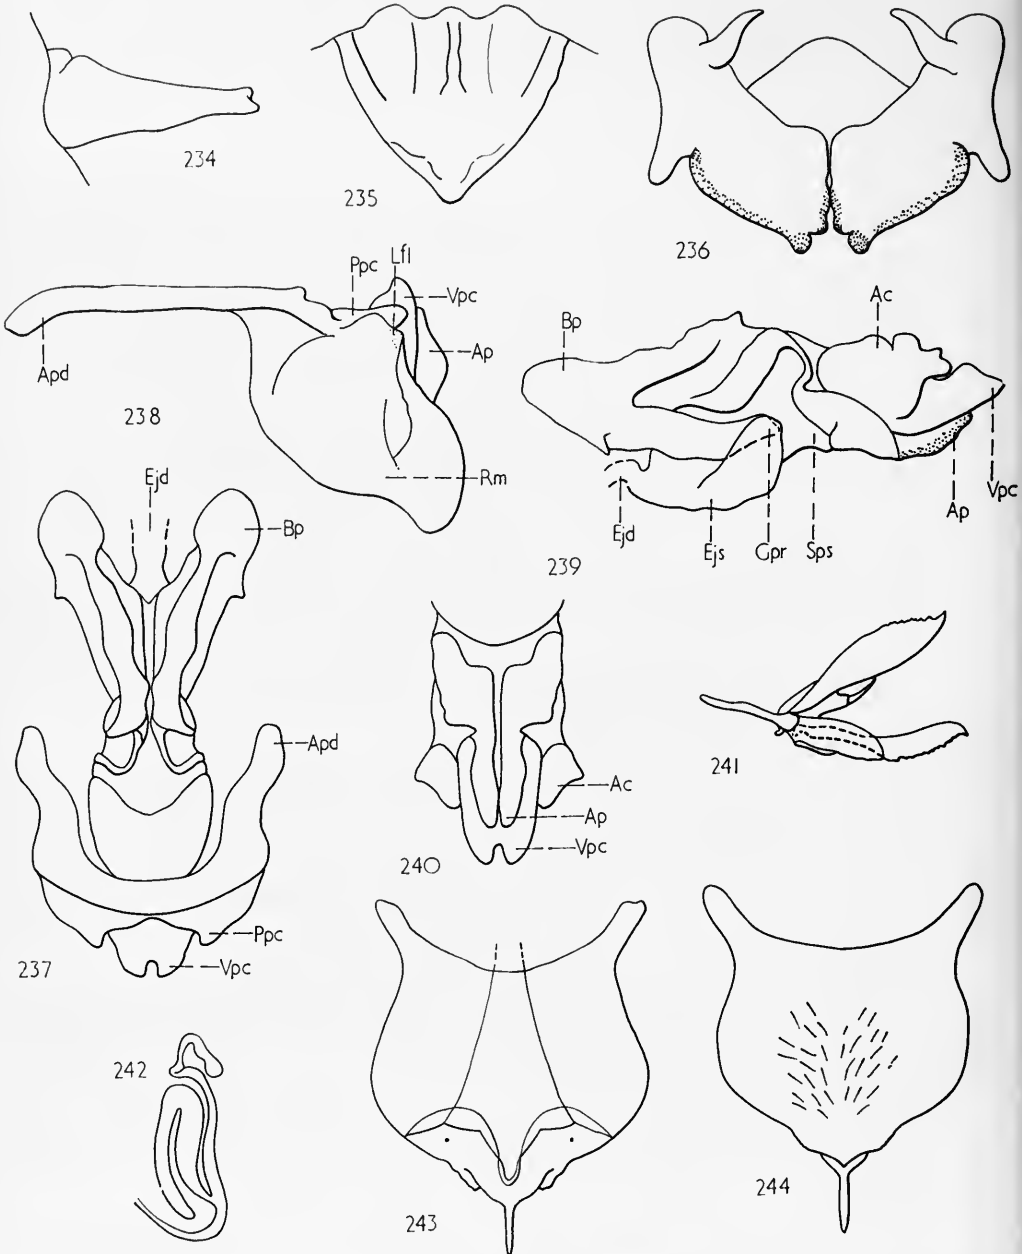 234
235
236
Ppc
Lfl
Vpc
Ap
Apd
238
Rm
Bp
Ac
Vpc
Ap
Ejd
Ejs
Gpr
Sps
239
Ejd
Bp
Apd
Ppc
Vpc
237
Ac
Ap
Vpc
240
241
242
243
244